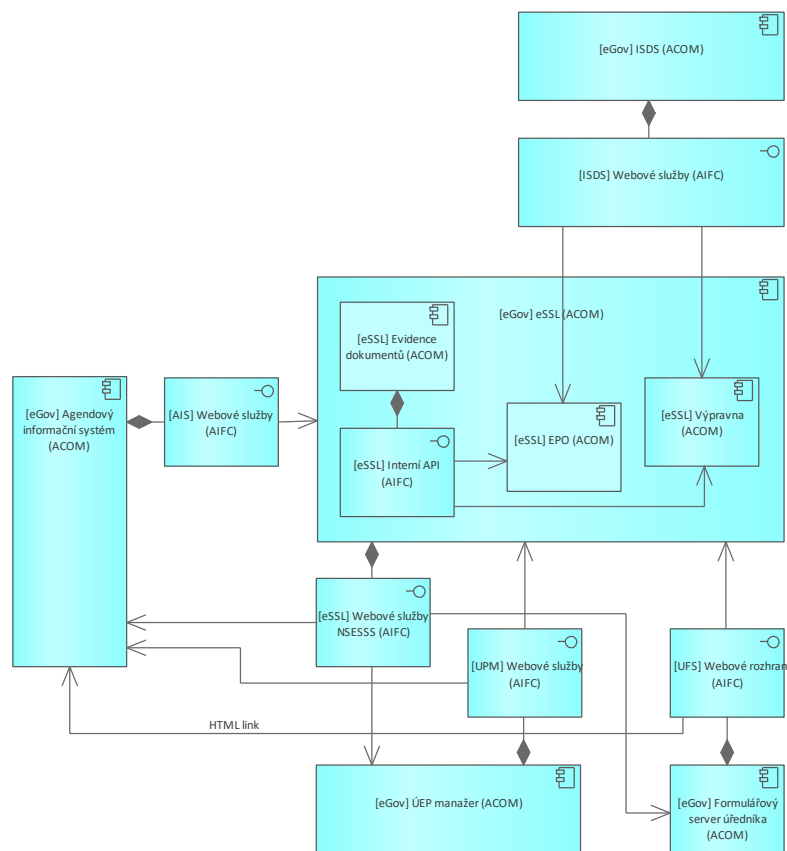 [eGov] ISDS (ACOM)
[ISDS] Webové služby (AIFC)
[eGov] eSSL (ACOM)
[eSSL] Evidence
dokumentů (ACOM)
[eGov] Agendový
informační systém
(ACOM)
[AIS] Webové služby
(AIFC)
[eSSL] Interní API
(AIFC)
[eSSL] EPO (ACOM)
[eSSL] Výpravna
(ACOM)
[eSSL] Webové služby
NSESSS (AIFC)
[UPM] Webové služby
(AIFC)
[UFS] Webové rozhran
(AIFC)
HTML link
[eGov] ÚEP manažer (ACOM)
[eGov] Formulářový
server úředníka
(ACOM)